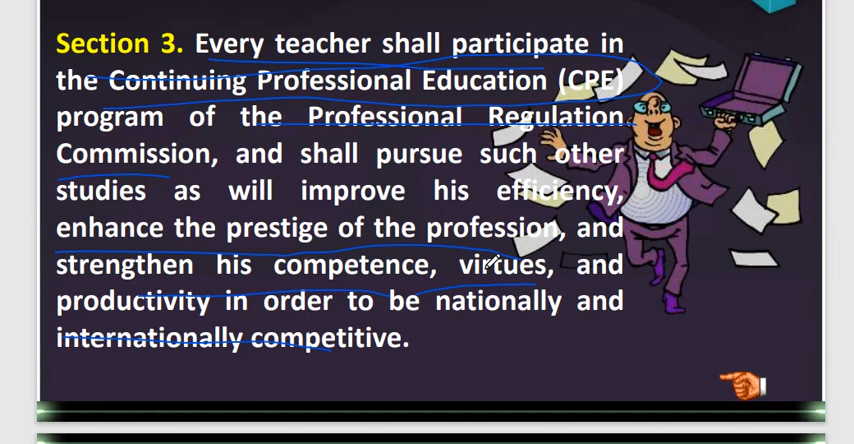 Section 3. Every teacher shall participate in
the Continuing Professional Education (CPE)
program of the Professional Regulation
Commission, and shall pursue such other
studies as will improve his efficiency,
enhance the prestige of the profession, and
strengthen his competence, virtues, and
productivity in order to be nationally and
internationally competitive.